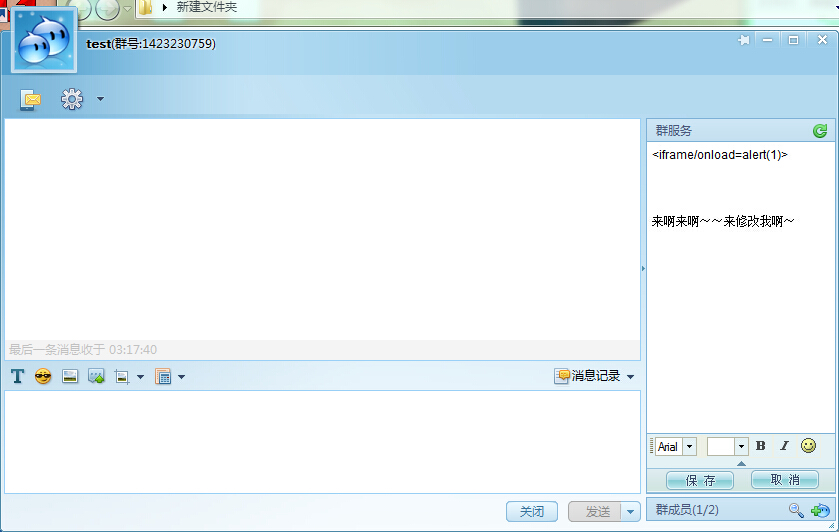 新建文件夹
test(群号:1423230759)
群服务
<iframe/onload=alert(1)>
来啊来啊～～来修改我啊～
最后一条消息收于 03:17:40
消息记录
Arial
B I
保 存 取 消
关闭 发送
群成员(1/2)